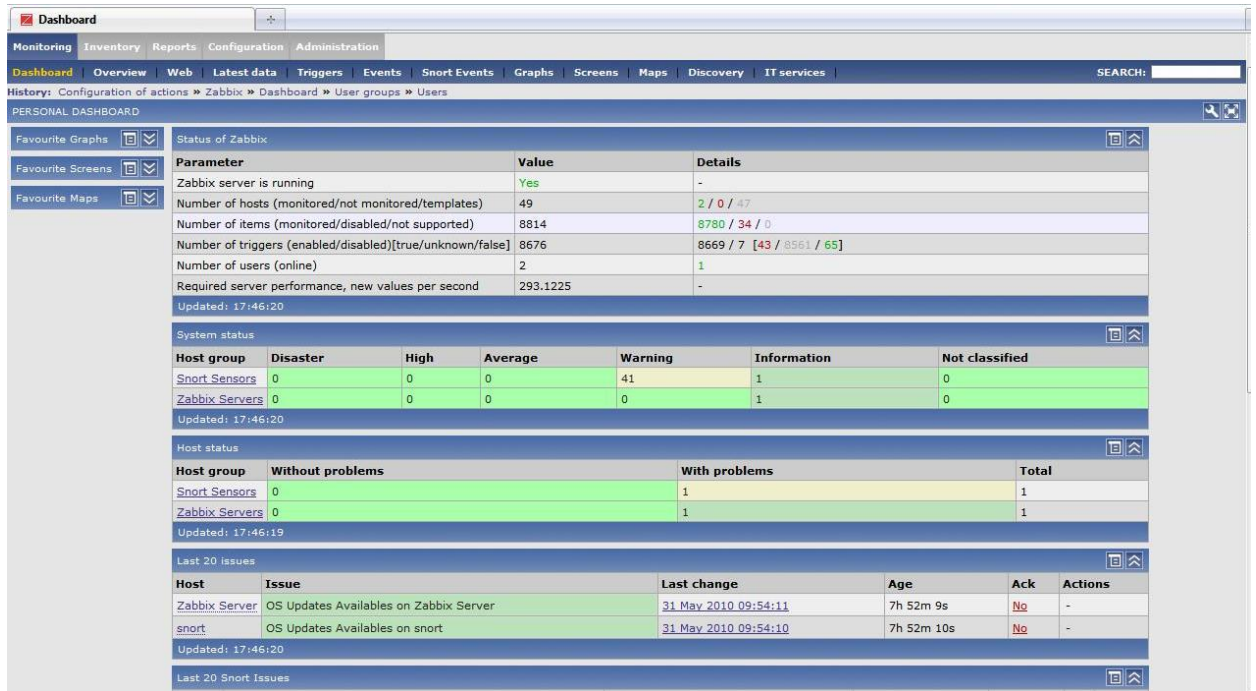 Dashboard
Monitoring Inventory Reports Configuration Administration
Dashboard | Overview | Web | Latest data | Triggers | Events | Snort Events | Graphs | Screens | Maps | Discovery | IT services | SEARCH:
History: Configuration of actions » Zabbix » Dashboard » User groups » Users
PERSONAL DASHBOARD
Favourite Graphs
Favourite Screens
Favourite Maps
Status of Zabbix
Parameter Value Details
Zabbix server is running Yes -
Number of hosts (monitored/not monitored/templates) 49 2 / 0 / 47
Number of items (monitored/disabled/not supported) 8814 8780 / 34 / 0
Number of triggers (enabled/disabled)[true/unknown/false] 8676 8669 / 7 [43 / 8561 / 65]
Number of users (online) 2 1
Required server performance, new values per second 293.1225 -
Updated: 17:46:20
System status
Host group Disaster High Average Warning Information Not classified
Snort Sensors 0 0 0 41 1 0
Zabbix Servers 0 0 0 0 1 0
Updated: 17:46:20
Host status
Host group Without problems With problems Total
Snort Sensors 0 1 1
Zabbix Servers 0 1 1
Updated: 17:46:19
Last 20 issues
Host Issue Last change Age Ack Actions
Zabbix Server OS Updates Available on Zabbix Server 31 May 2010 09:54:11 7h 52m 9s No -
snort OS Updates Available on snort 31 May 2010 09:54:10 7h 52m 10s No -
Updated: 17:46:20
Last 20 Snort Issues